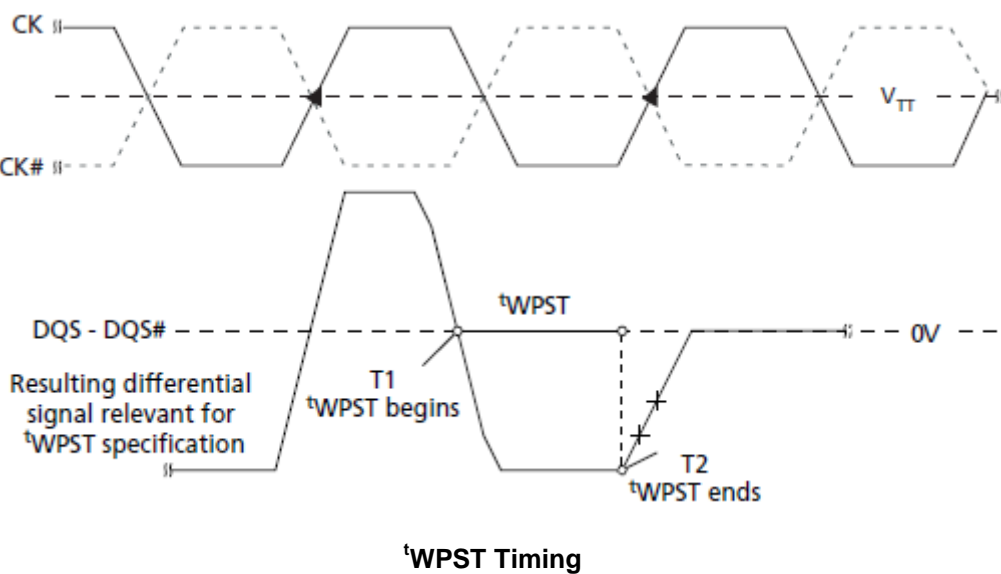 CK
V_TT
CK#
tWPST
DQS - DQS#
0V
Resulting differential
signal relevant for
tWPST specification
T1
tWPST begins
T2
tWPST ends
tWPST Timing